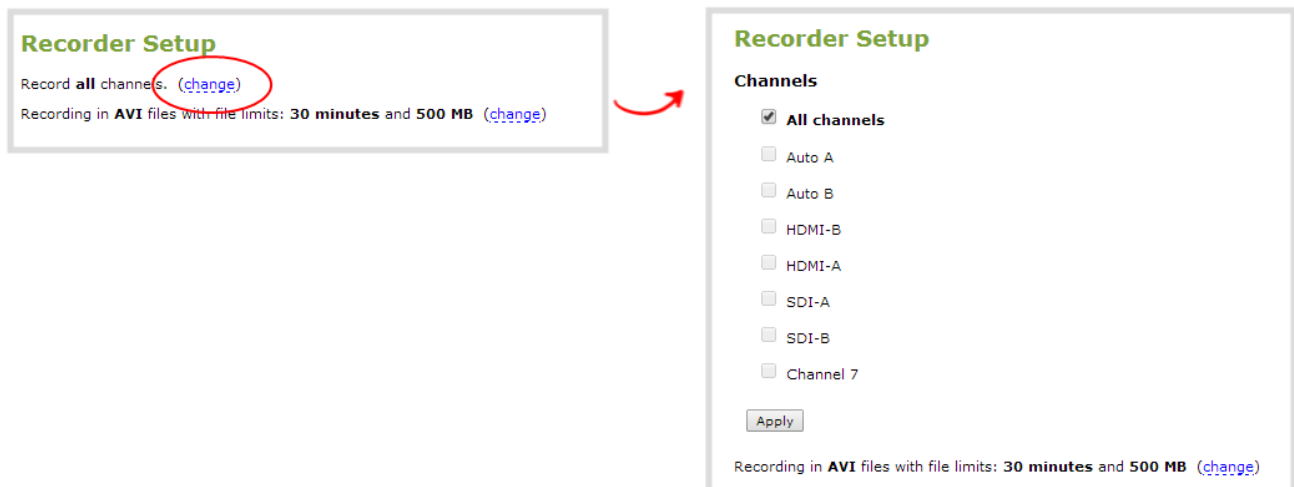 Recorder Setup
Record all channels. (change)
Recording in AVI files with file limits: 30 minutes and 500 MB (change)
Recorder Setup
Channels
All channels
Auto A
Auto B
HDMI-B
HDMI-A
SDI-A
SDI-B
Channel 7
Apply
Recording in AVI files with file limits: 30 minutes and 500 MB (change)